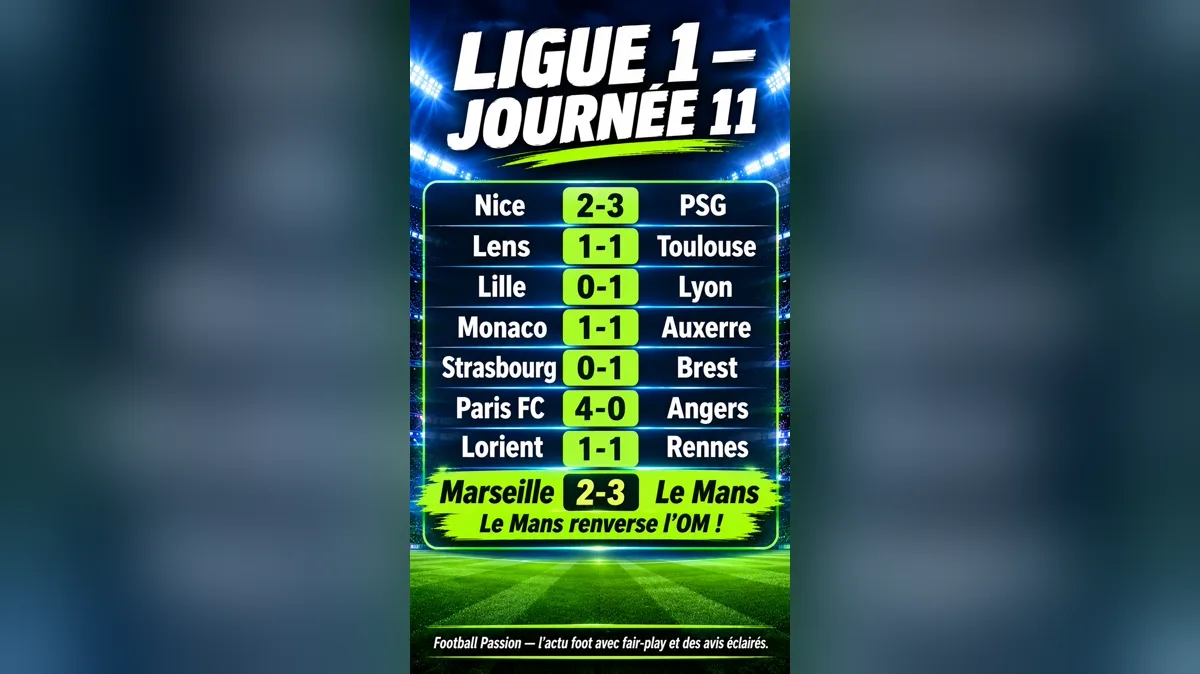 LIGUE 1 –
JOURNÉE 11
Nice 2-3 PSG
Lens 1-1 Toulouse
Lille 0-1 Lyon
Monaco 1-1 Auxerre
Strasbourg 0-1 Brest
Paris FC 4-0 Angers
Lorient 1-1 Rennes
Marseille 2-3 Le Mans
Le Mans renverse l'OM !
Football Passion — l'actu foot avec fair-play et des avis éclairés.